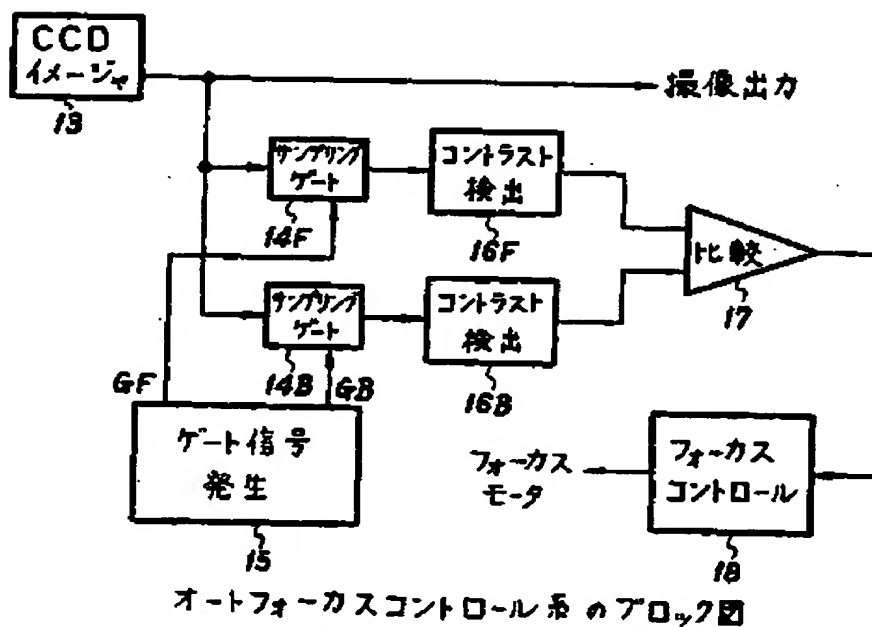 CCD
イメージャ
13
撮像出力
サンプリング
ゲート
14F
コントラスト
検出
16F
比較
17
サンプリング
ゲート
14B
コントラスト
検出
16B
GF
GB
ゲート信号
発生
15
フォーカス
モータ
フォーカス
コントロール
18
オートフォーカスコントロール系のブロック図